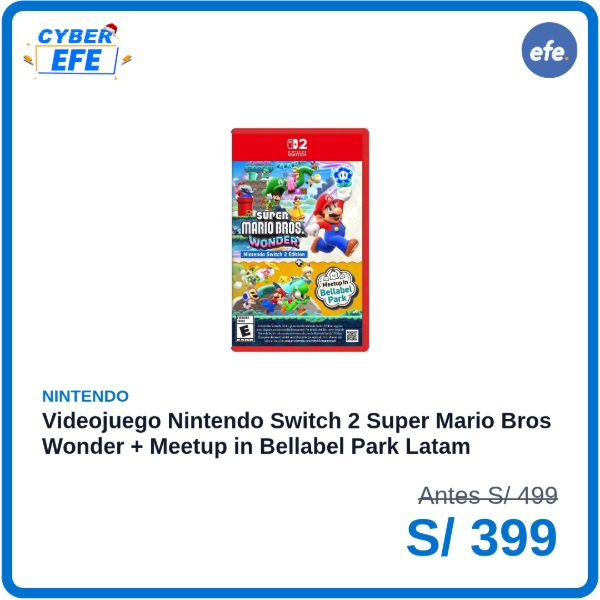 CYBER
EFE
efe.
2
SUPER
MARIO BROS.
WONDER
Nintendo Switch 2 Edition
+
Meetup in
Bellabel
Park
E
NINTENDO
Videojuego Nintendo Switch 2 Super Mario Bros
Wonder + Meetup in Bellabel Park Latam
Antes S/ 499
S/ 399